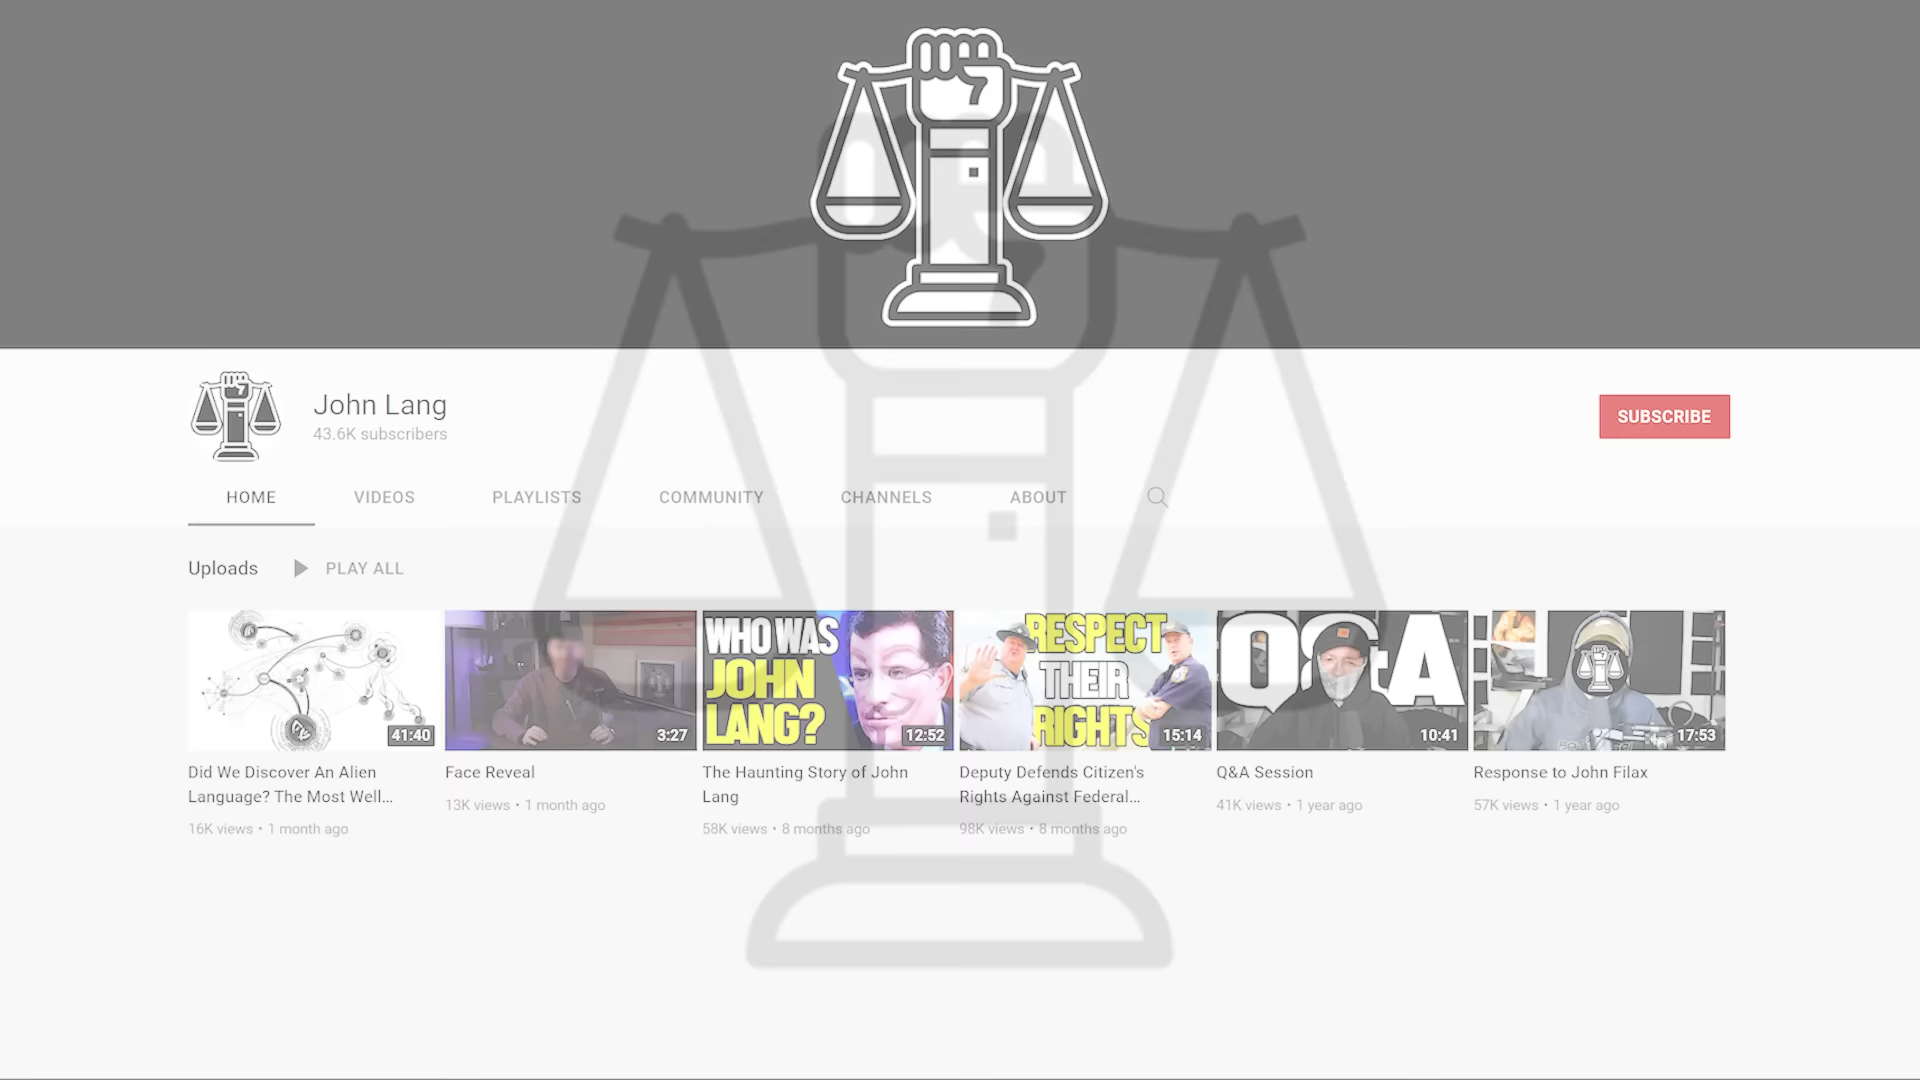 7
John Lang
43.6K subscribers
SUBSCRIBE
HOME
VIDEOS
PLAYLISTS
COMMUNITY
CHANNELS
ABOUT
Uploads
PLAY ALL
41:40
Did We Discover An Alien
Language? The Most Well...
16K views • 1 month ago
3:27
Face Reveal
13K views • 1 month ago
WHO WAS
JOHN
LANG?
12:52
The Haunting Story of John
Lang
58K views • 8 months ago
RESPECT
THEIR
RIGHTS
15:14
Deputy Defends Citizen's
Rights Against Federal...
98K views • 8 months ago
Q&A
10:41
Q&A Session
41K views • 1 year ago
17:53
Response to John Filax
57K views • 1 year ago